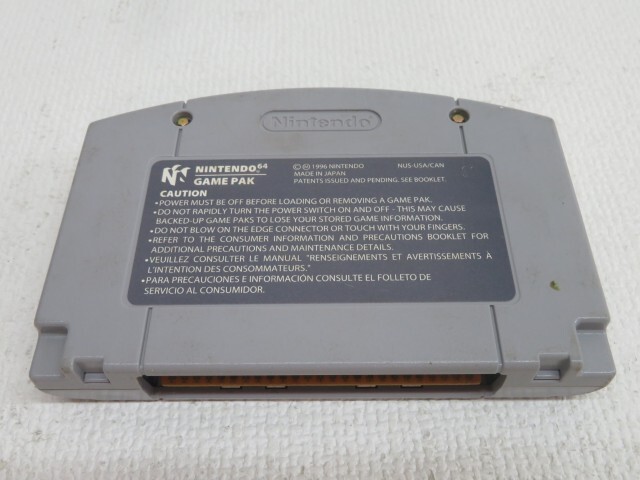 Nintendo
NINTENDO 64
GAME PAK
© Ⓜ 1996 NINTENDO
MADE IN JAPAN
PATENTS ISSUED AND PENDING. SEE BOOKLET.
NUS-USA/CAN
CAUTION
•POWER MUST BE OFF BEFORE LOADING OR REMOVING A GAME PAK.
•DO NOT RAPIDLY TURN THE POWER SWITCH ON AND OFF - THIS MAY CAUSE
BACKED-UP GAME PAKS TO LOSE YOUR STORED GAME INFORMATION.
•DO NOT BLOW ON THE EDGE CONNECTOR OR TOUCH WITH YOUR FINGERS.
•REFER TO THE CONSUMER INFORMATION AND PRECAUTIONS BOOKLET FOR
ADDITIONAL PRECAUTIONS AND MAINTENANCE DETAILS.
•VEUILLEZ CONSULTER LE MANUAL "RENSEIGNEMENTS ET AVERTISSEMENTS À
L'INTENTION DES CONSOMMATEURS."
•PARA PRECAUCIONES E INFORMACIÓN CONSULTE EL FOLLETO DE
SERVICIO AL CONSUMIDOR.